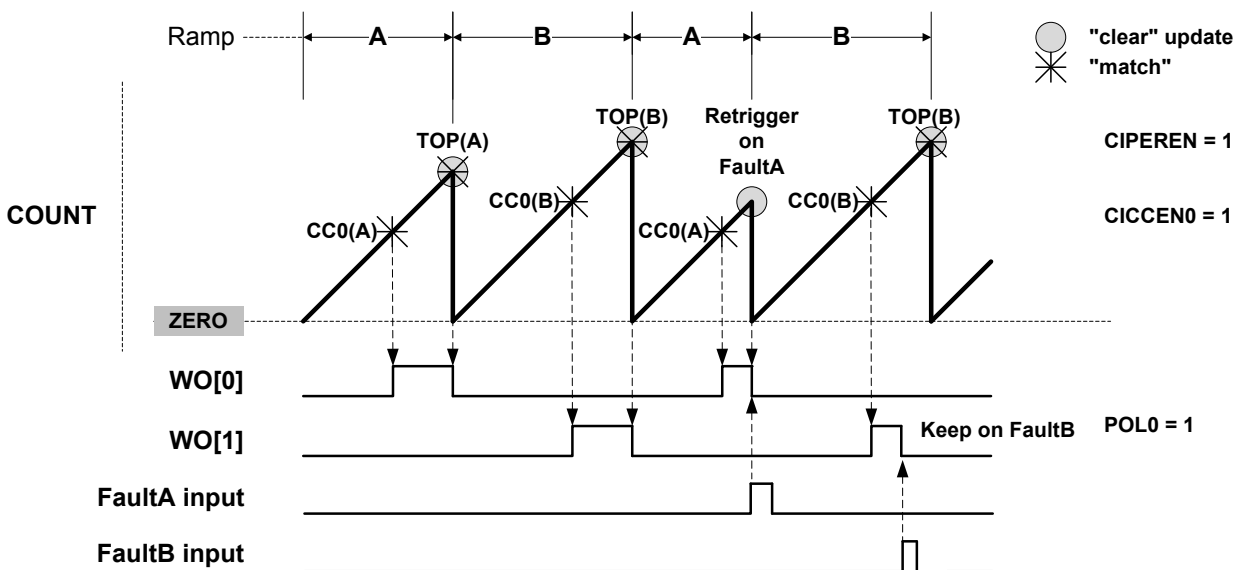 Ramp
A
B
A
B
"clear" update
"match"
TOP(A)
TOP(B)
Retrigger
on
FaultA
TOP(B)
CIPEREN = 1
COUNT
CC0(A)
CC0(B)
CC0(A)
CC0(B)
CICCEN0 = 1
ZERO
WO[0]
WO[1]
Keep on FaultB
POL0 = 1
FaultA input
FaultB input